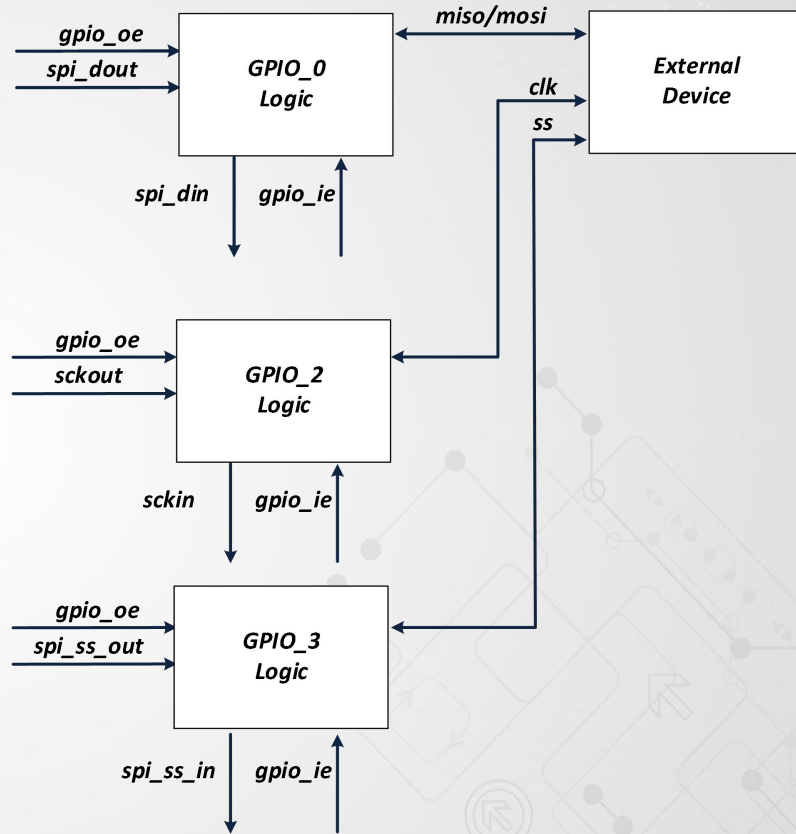 gpio_oe
spi_dout
GPIO_0
Logic
miso/mosi
External
Device
clk
ss
spi_din
gpio_ie
gpio_oe
sckout
GPIO_2
Logic
sckin
gpio_ie
gpio_oe
spi_ss_out
GPIO_3
Logic
spi_ss_in
gpio_ie